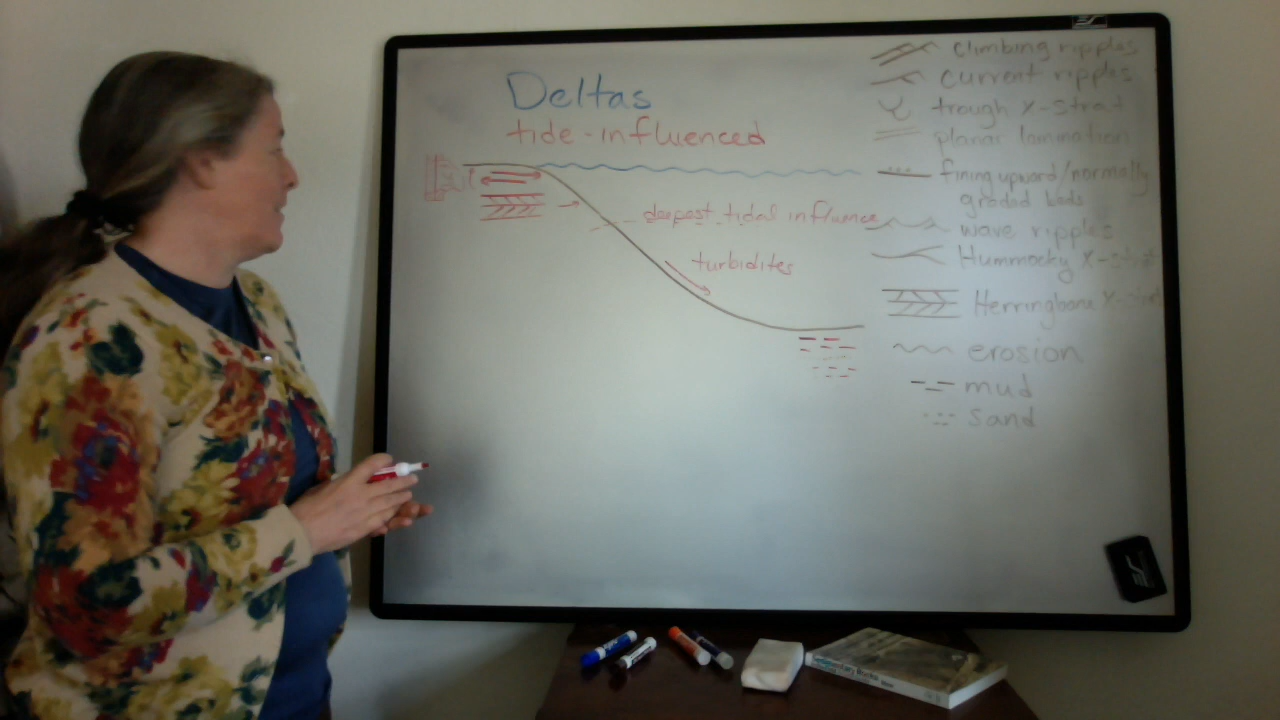 Deltas
tide-influenced
deepest tidal influence
turbidites
climbing ripples
current ripples
trough x-strat
planar lamination
fining upward/normally
graded beds
wave ripples
Hummocky x-strat
Herringbone x-strat
erosion
mud
sand